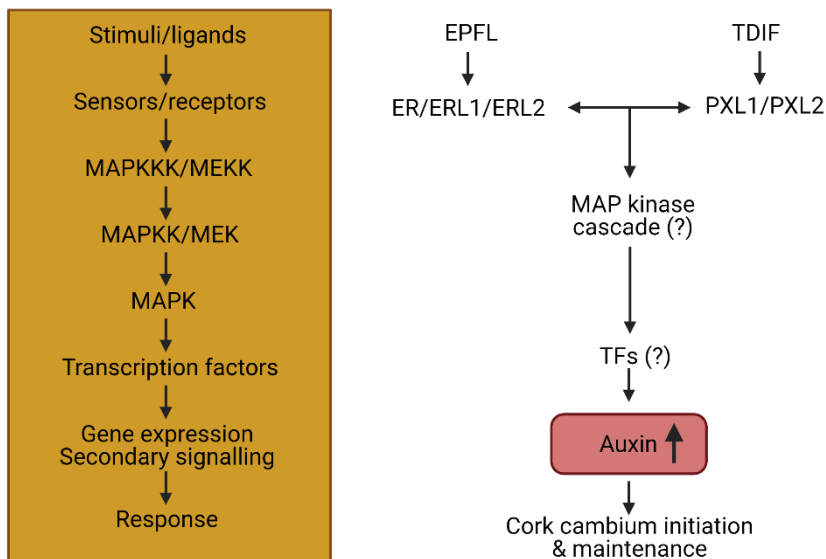 Stimuli/ligands
Sensors/receptors
MAPKKK/MEKK
MAPKK/MEK
MAPK
Transcription factors
Gene expression
Secondary signalling
Response
EPFL
TDIF
ER/ERL1/ERL2
PXL1/PXL2
MAP kinase
cascade (?)
TFs (?)
Auxin
Cork cambium initiation
& maintenance